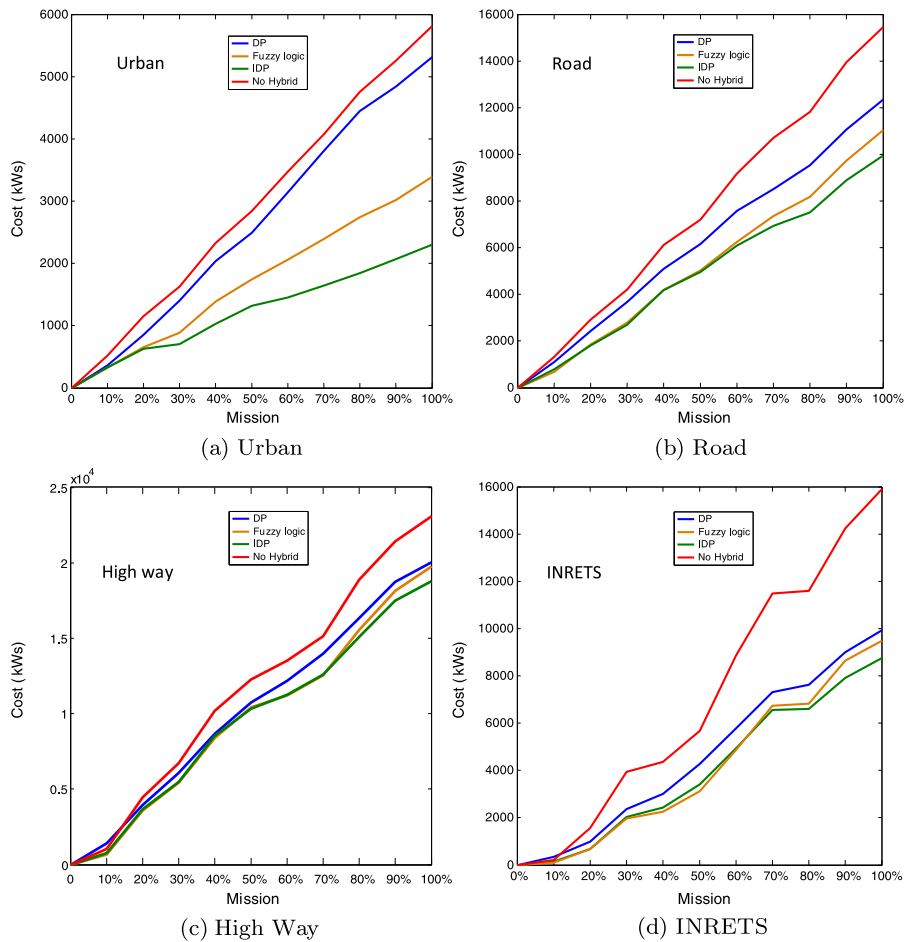 6000
5000
4000
3000
2000
1000
0
Cost (kWs)
Urban
DP
Fuzzy logic
IDP
No Hybrid
0 10% 20% 30% 40% 50% 60% 70% 80% 90% 100%
Mission
(a) Urban
16000
14000
12000
10000
8000
6000
4000
2000
0
Cost (kWs)
Road
DP
Fuzzy logic
IDP
No Hybrid
0 10% 20% 30% 40% 50% 60% 70% 80% 90% 100%
Mission
(b) Road
x10⁴
2.5
2
1.5
1
0.5
0
Cost (kWs)
High way
DP
Fuzzy logic
IDP
No Hybrid
0 10% 20% 30% 40% 50% 60% 70% 80% 90% 100%
Mission
(c) High Way
16000
14000
12000
10000
8000
6000
4000
2000
0
Cost (kWs)
INRETS
DP
Fuzzy logic
IDP
No Hybrid
0% 10% 20% 30% 40% 50% 60% 70% 80% 90% 100%
Mission
(d) INRETS